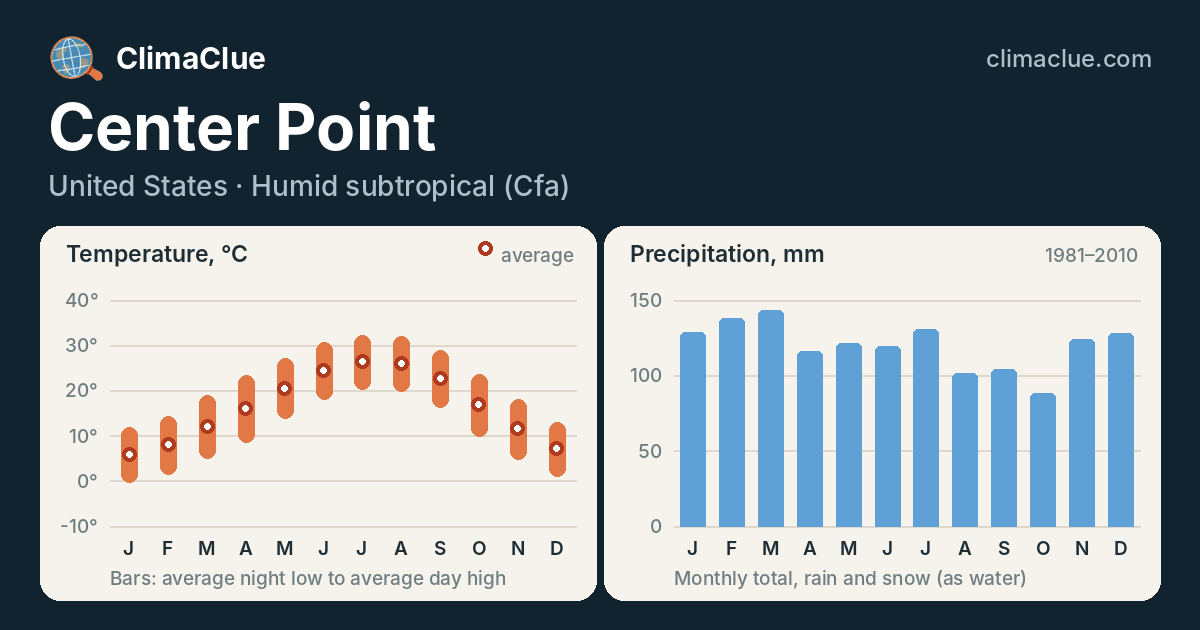 ClimaClue
climaclue.com
Center Point
United States · Humid subtropical (Cfa)
Temperature, °C
average
40°
30°
20°
10°
0°
-10°
J F M A M J J A S O N D
Bars: average night low to average day high
Precipitation, mm
1981–2010
150
100
50
0
J F M A M J J A S O N D
Monthly total, rain and snow (as water)